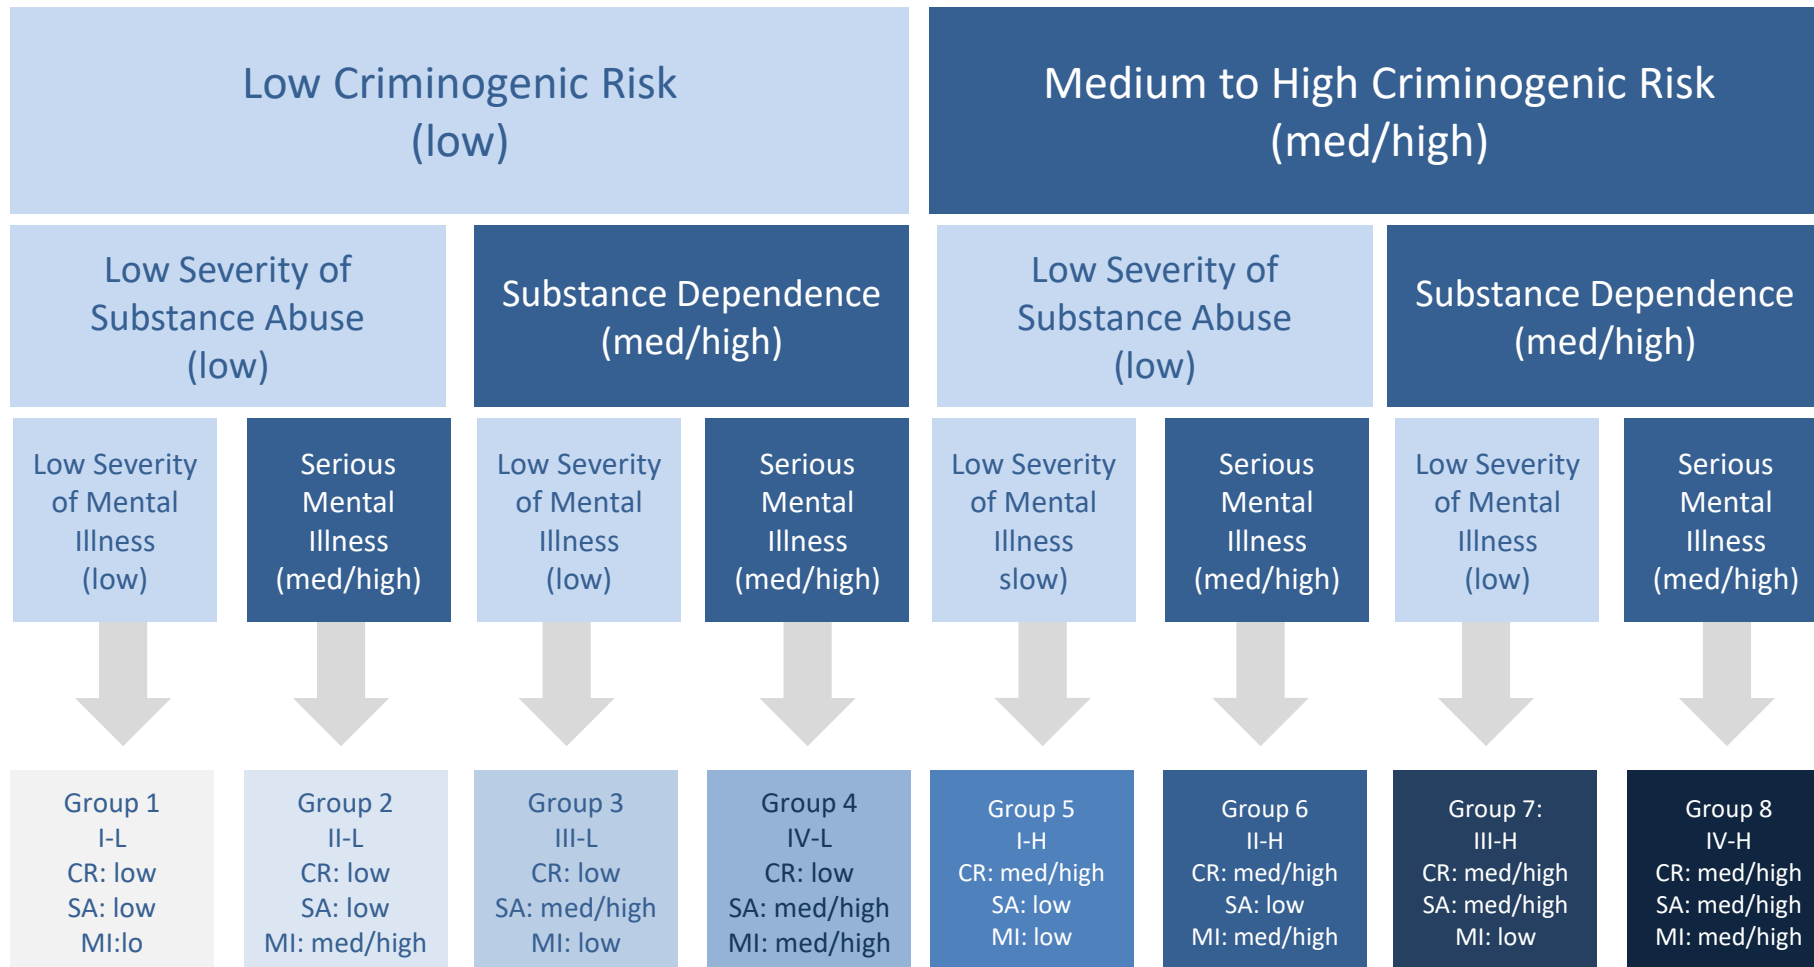 Low Criminogenic Risk
(low)
Medium to High Criminogenic Risk
(med/high)
Low Severity of
Substance Abuse
(low)
Substance Dependence
(med/high)
Low Severity of
Substance Abuse
(low)
Substance Dependence
(med/high)
Low Severity
of Mental
Illness
(low)
Serious
Mental
Illness
(med/high)
Low Severity
of Mental
Illness
(low)
Serious
Mental
Illness
(med/high)
Low Severity
of Mental
Illness
slow)
Serious
Mental
Illness
(med/high)
Low Severity
of Mental
Illness
(low)
Serious
Mental
Illness
(med/high)
Group 1
I-L
CR: low
SA: low
MI:lo
Group 2
II-L
CR: low
SA: low
MI: med/high
Group 3
III-L
CR: low
SA: med/high
MI: low
Group 4
IV-L
CR: low
SA: med/high
MI: med/high
Group 5
I-H
CR: med/high
SA: low
MI: low
Group 6
II-H
CR: med/high
SA: low
MI: med/high
Group 7:
III-H
CR: med/high
SA: med/high
MI: low
Group 8
IV-H
CR: med/high
SA: med/high
MI: med/high